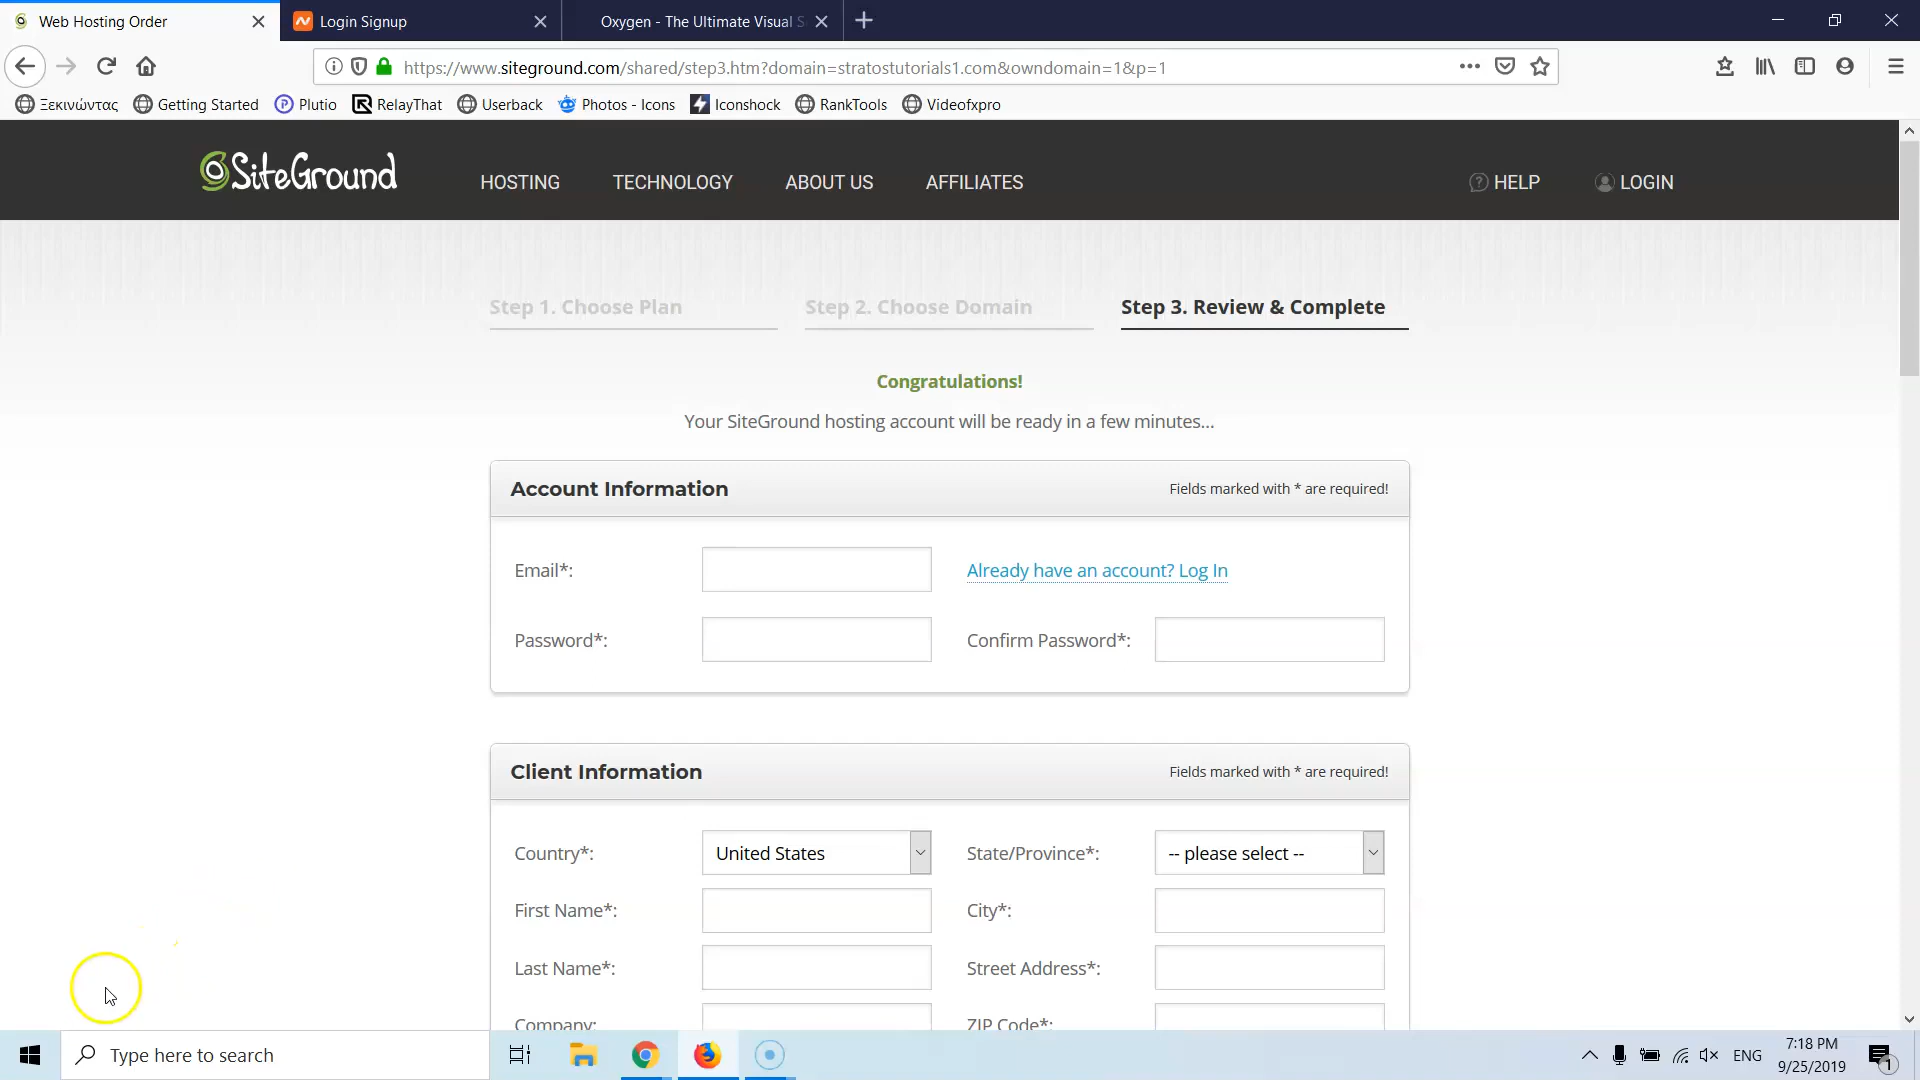 Web Hosting Order
Login Signup
Oxygen - The Ultimate Visual S
https://www.siteground.com/shared/step3.htm?domain=stratostutorials1.com&owndomain=1&p=1
Ξεκινώντας Getting Started Plutio RelayThat Userback Photos - Icons Iconshock RankTools Videofxpro
SiteGround HOSTING TECHNOLOGY ABOUT US AFFILIATES HELP LOGIN
Step 1. Choose Plan Step 2. Choose Domain Step 3. Review & Complete
Congratulations!
Your SiteGround hosting account will be ready in a few minutes...
Account Information Fields marked with * are required!
Email*: Already have an account? Log In
Password*: Confirm Password*:
Client Information Fields marked with * are required!
Country*: United States State/Province*: -- please select --
First Name*: City*:
Last Name*: Street Address*:
Company: ZIP Code*:
Type here to search
ENG
7:18 PM
9/25/2019
1